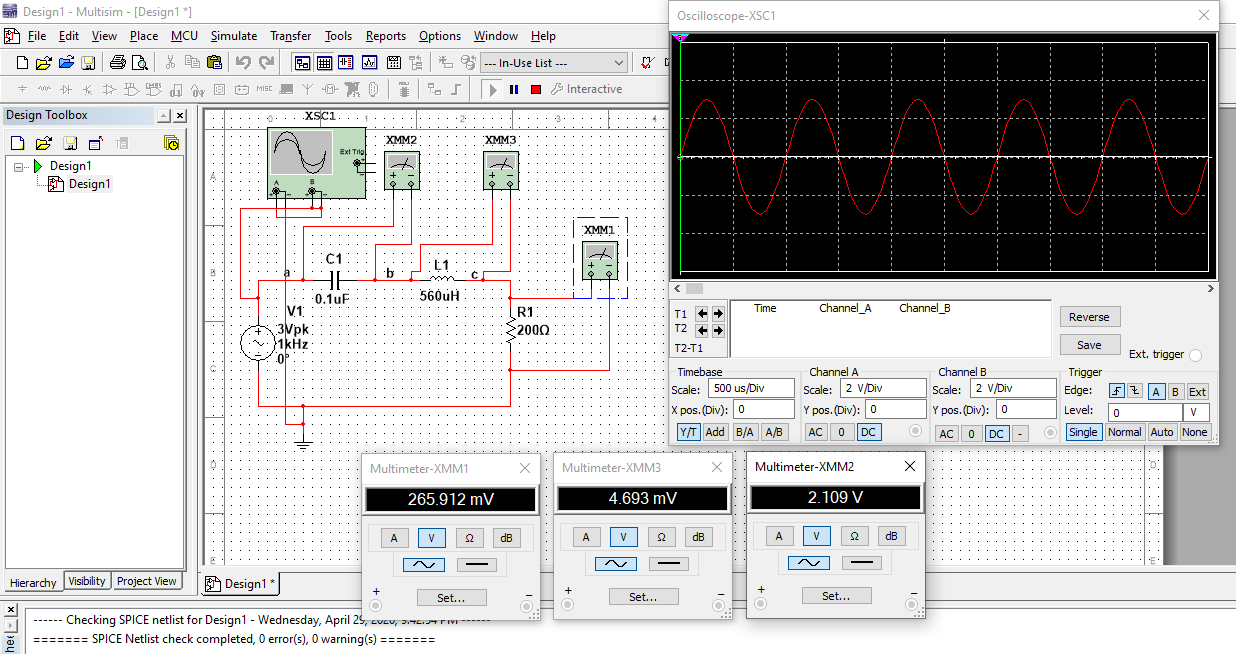 Design1 - Multisim - [Design1 *]
File Edit View Place MCU Simulate Transfer Tools Reports Options Window Help
--- In-Use List ---
MISC
Interactive
Design Toolbox
Design1
Design1
Hierarchy Visibility Project View
0 1 2 3 4
A
B
C
D
E
XSC1
Ext Trig
A B
XMM2
XMM3
XMM1
a
C1
0.1uF
b
L1
560uH
c
V1
3Vpk
1kHz
0°
R1
200Ω
D
E
Design1 *
Oscilloscope-XSC1
Time Channel_A Channel_B
T1
T2
T2-T1
Reverse
Save
Ext. trigger
Timebase
Scale: 500 us/Div
X pos.(Div): 0
Y/T Add B/A A/B
Channel A
Scale: 2 V/Div
Y pos.(Div): 0
AC 0 DC
Channel B
Scale: 2 V/Div
Y pos.(Div): 0
AC 0 DC -
Trigger
Edge: A B Ext
Level: 0 V
Single Normal Auto None
Multimeter-XMM1
265.912 mV
A V Ω dB
Set...
+ −
Multimeter-XMM3
4.693 mV
A V Ω dB
Set...
+ −
Multimeter-XMM2
2.109 V
A V Ω dB
Set...
+ −
------ Checking SPICE netlist for Design1 - Wednesday, April 29, 2020, 9:42:54 PM ------
======= SPICE Netlist check completed, 0 error(s), 0 warning(s) =======